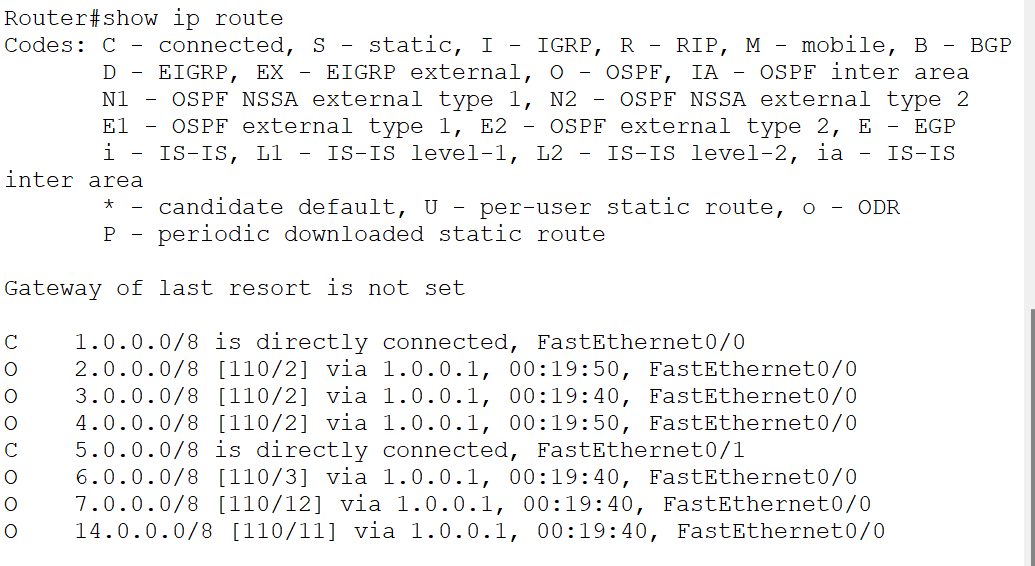 Router#show ip route
Codes: C - connected, S - static, I - IGRP, R - RIP, M - mobile, B - BGP
       D - EIGRP, EX - EIGRP external, O - OSPF, IA - OSPF inter area
       N1 - OSPF NSSA external type 1, N2 - OSPF NSSA external type 2
       E1 - OSPF external type 1, E2 - OSPF external type 2, E - EGP
       i - IS-IS, L1 - IS-IS level-1, L2 - IS-IS level-2, ia - IS-IS
inter area
       * - candidate default, U - per-user static route, o - ODR
       P - periodic downloaded static route

Gateway of last resort is not set

C    1.0.0.0/8 is directly connected, FastEthernet0/0
O    2.0.0.0/8 [110/2] via 1.0.0.1, 00:19:50, FastEthernet0/0
O    3.0.0.0/8 [110/2] via 1.0.0.1, 00:19:40, FastEthernet0/0
O    4.0.0.0/8 [110/2] via 1.0.0.1, 00:19:50, FastEthernet0/0
C    5.0.0.0/8 is directly connected, FastEthernet0/1
O    6.0.0.0/8 [110/3] via 1.0.0.1, 00:19:40, FastEthernet0/0
O    7.0.0.0/8 [110/12] via 1.0.0.1, 00:19:40, FastEthernet0/0
O    14.0.0.0/8 [110/11] via 1.0.0.1, 00:19:40, FastEthernet0/0